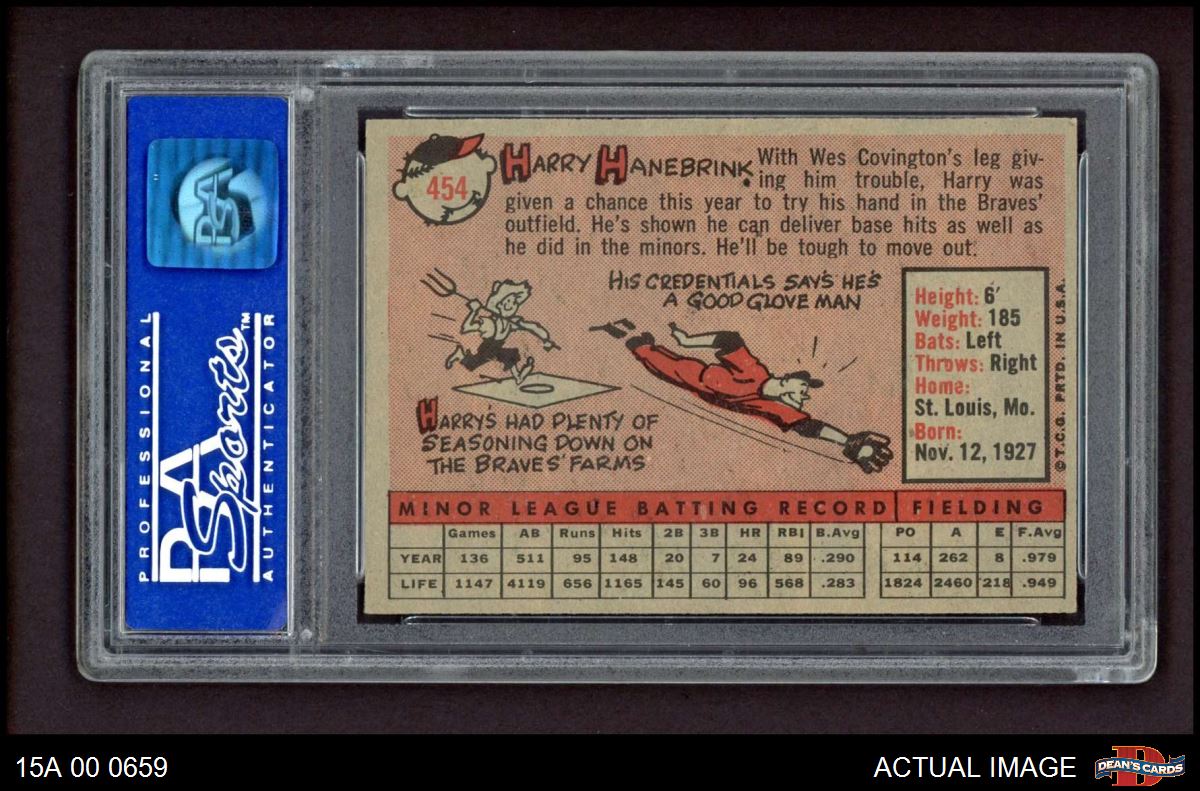 PSA
PROFESSIONAL
PSA Sports™
AUTHENTICATOR
454
HARRY HANEBRINK.
With Wes Covington's leg giv-
ing him trouble, Harry was
given a chance this year to try his hand in the Braves'
outfield. He's shown he can deliver base hits as well as
he did in the minors. He'll be tough to move out.
HIS CREDENTIALS SAYS HE'S
A GOOD GLOVE MAN
HARRY'S HAD PLENTY OF
SEASONING DOWN ON
THE BRAVES' FARMS
Height: 6'
Weight: 185
Bats: Left
Throws: Right
Home:
St. Louis, Mo.
Born:
Nov. 12, 1927
©T.C.G. PRTD. IN U.S.A.
MINOR LEAGUE BATTING RECORD FIELDING
Games AB Runs Hits 2B 3B HR RBI B.Avg PO A E F.Avg
YEAR 136 511 95 148 20 7 24 89 .290 114 262 8 .979
LIFE 1147 4119 656 1165 145 60 96 568 .283 1824 2460 218 .949
15A 00 0659
ACTUAL IMAGE
D
DEAN'S CARDS